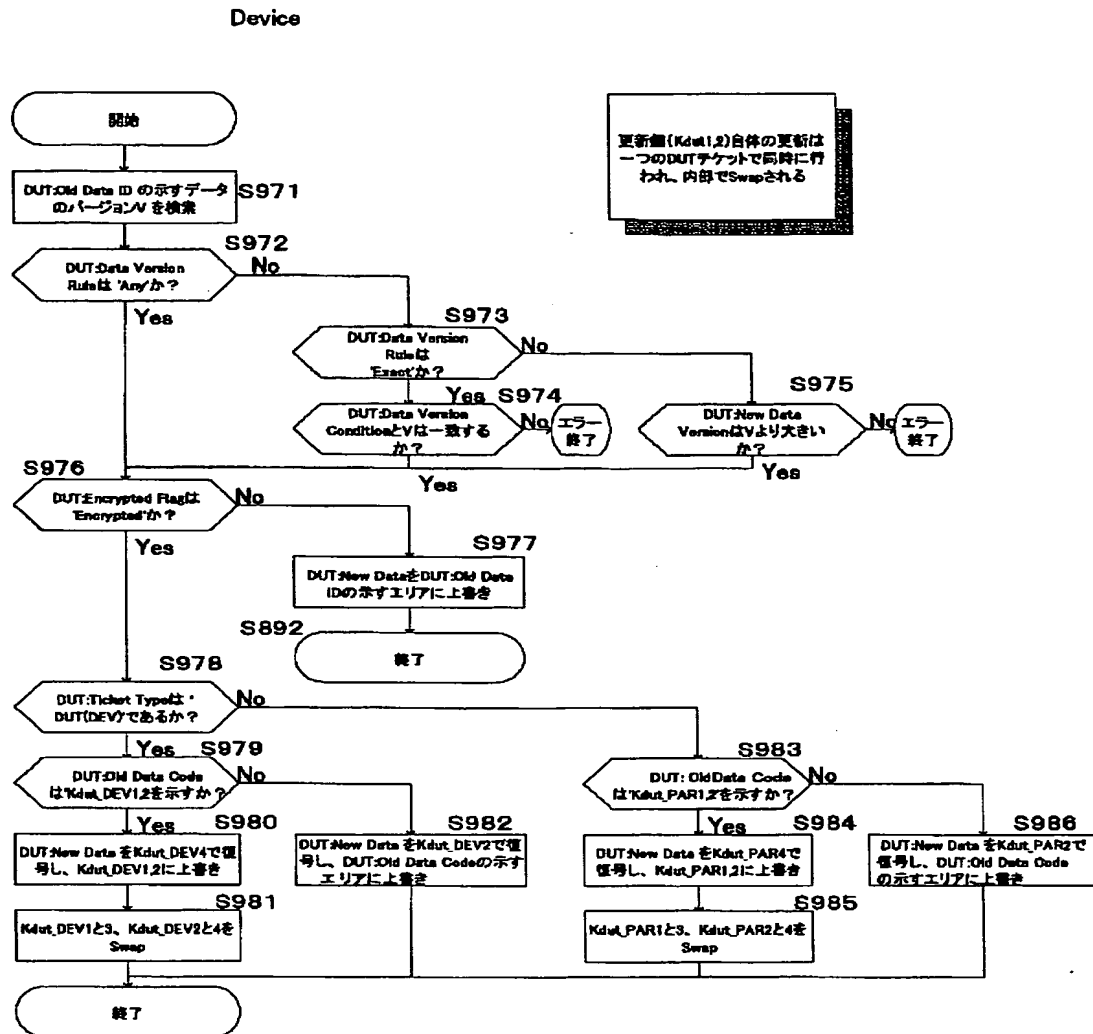 Device
開始
更新鍵(Kdut1,2)自体の更新は
一つのDUTチケットで同時に行
われ、内部でSwapされる
DUT:Old Data ID の示すデータ
のバージョンV を検索
S971
S972
DUT:Data Version
Ruleは 'Any'か?
No
Yes
S973
DUT:Data Version
Ruleは
'Exact'か?
No
Yes
S974
DUT:Data Version
ConditionとVは一致する
か?
No
エラー
終了
Yes
S975
DUT:New Data
VersionはVより大きい
か?
No
エラー
終了
Yes
S976
DUT:Encrypted Flagは
'Encrypted'か?
No
Yes
S977
DUT:New DataをDUT:Old Data
IDの示すエリアに上書き
S892
終了
S978
DUT:Ticket Typeは'
DUT(DEV)'であるか?
No
Yes
S979
DUT:Old Data Code
は'Kdut_DEV1,2を示すか?
No
Yes
S983
DUT: OldData Code
は'Kdut_PAR1,2'を示すか?
No
Yes
S980
DUT:New Data をKdut_DEV4で復
号し、Kdut_DEV1,2に上書き
S982
DUT:New DataをKdut_DEV2で復
号し、DUT:Old Data Codeの示す
エリアに上書き
S984
DUT:New DataをKdut_PAR4で
復号し、Kdut_PAR1,2に上書き
S986
DUT:New DataをKdut_PAR2で
復号し、DUT:Old Data Code
の示すエリアに上書き
S981
Kdut_DEV1と3、Kdut_DEV2と4を
Swap
S985
Kdut_PAR1と3、Kdut_PAR2と4を
Swap
終了